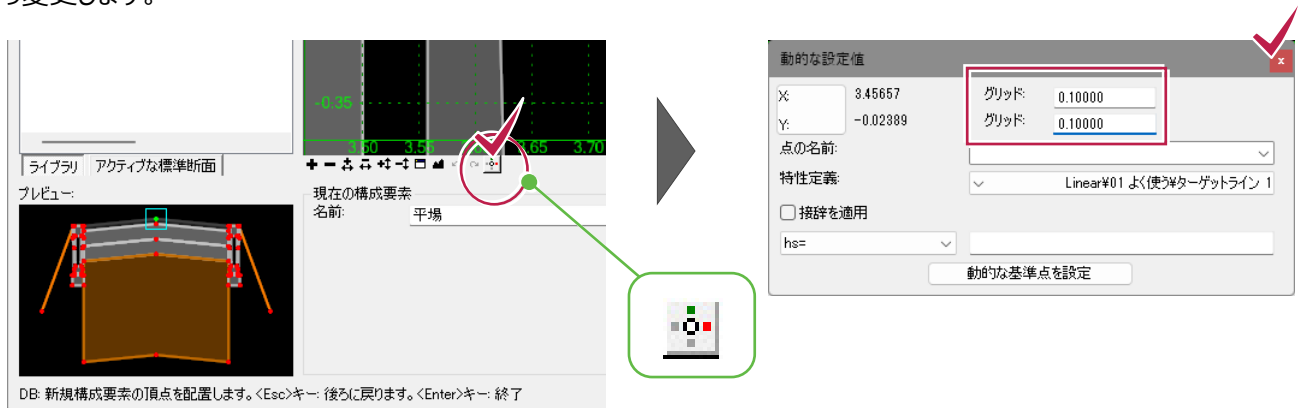 変更します。
-0.35
3.50
3.65
3.70
ライブラリ
アクティブな標準断面
プレビュー:
現在の構成要素
名前:
平場
DB: 新規構成要素の頂点を配置します。<Esc>キー: 後ろに戻ります。<Enter>キー: 終了
動的な設定値
x
X:
3.45657
グリッド:
0.10000
Y:
-0.02389
グリッド:
0.10000
点の名前:
特性定義:
Linear¥01 よく使う¥ターゲットライン 1
接辞を適用
hs=
動的な基準点を設定